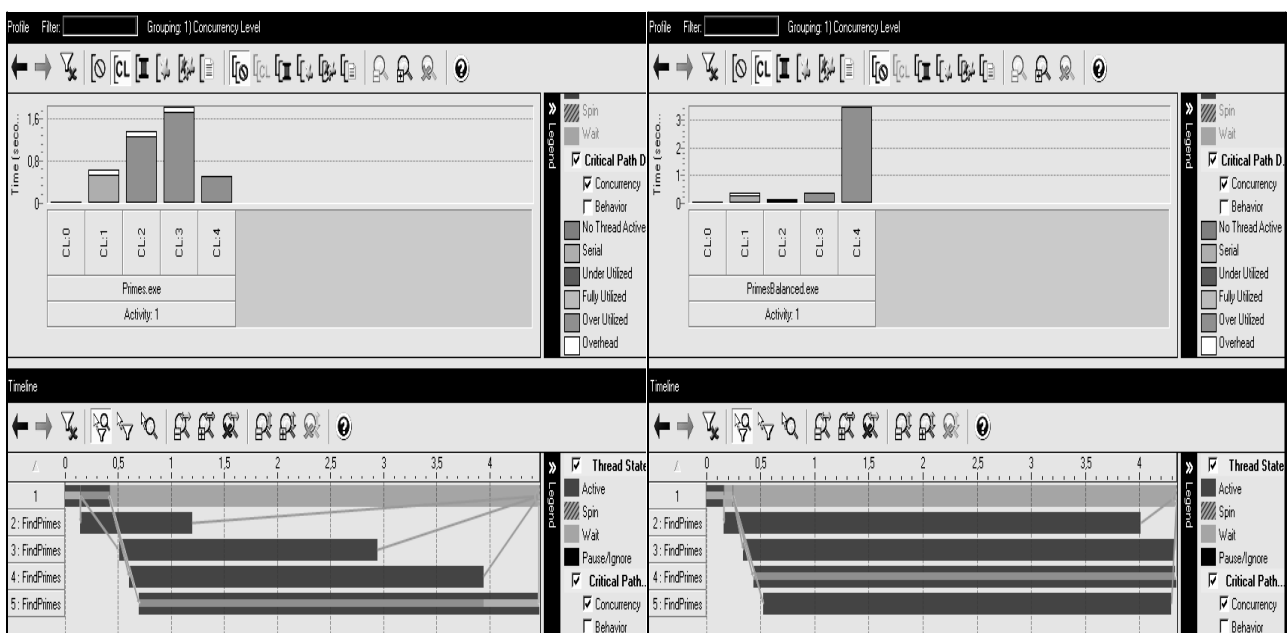 Profile Filter: Grouping: 1) Concurrency Level
CL
CL
Time (seco...
1,6
0,8
0
CL:0 CL:1 CL:2 CL:3 CL:4
Primes.exe
Activity: 1
Legend
Spin
Wait
Critical Path D
Concurrency
Behavior
No Thread Active
Serial
Under Utilized
Fully Utilized
Over Utilized
Overhead
Timeline
0 0,5 1 1,5 2 2,5 3 3,5 4
1
2 : FindPrimes
3 : FindPrimes
4 : FindPrimes
5 : FindPrimes
Legend
Thread State
Active
Spin
Wait
Pause/Ignore
Critical Path...
Concurrency
Behavior
Profile Filter: Grouping: 1) Concurrency Level
CL
CL
Time (seco...
3
2
1
0
CL:0 CL:1 CL:2 CL:3 CL:4
PrimesBalanced.exe
Activity: 1
Legend
Spin
Wait
Critical Path D.
Concurrency
Behavior
No Thread Active
Serial
Under Utilized
Fully Utilized
Over Utilized
Overhead
Timeline
0 0,5 1 1,5 2 2,5 3 3,5 4
1
2 : FindPrimes
3 : FindPrimes
4 : FindPrimes
5 : FindPrimes
Legend
Thread State
Active
Spin
Wait
Pause/Ignore
Critical Path...
Concurrency
Behavior